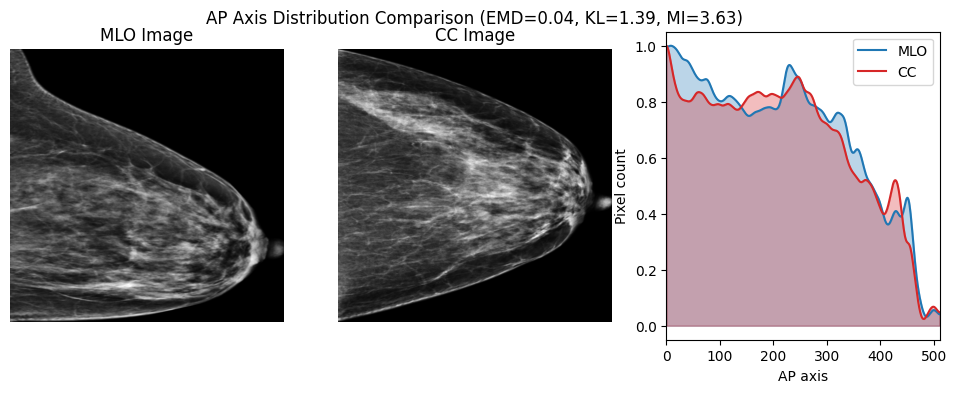 AP Axis Distribution Comparison (EMD=0.04, KL=1.39, MI=3.63)
MLO Image
CC Image
MLO
CC
Pixel count
1.0
0.8
0.6
0.4
0.2
0.0
0 100 200 300 400 500
AP axis